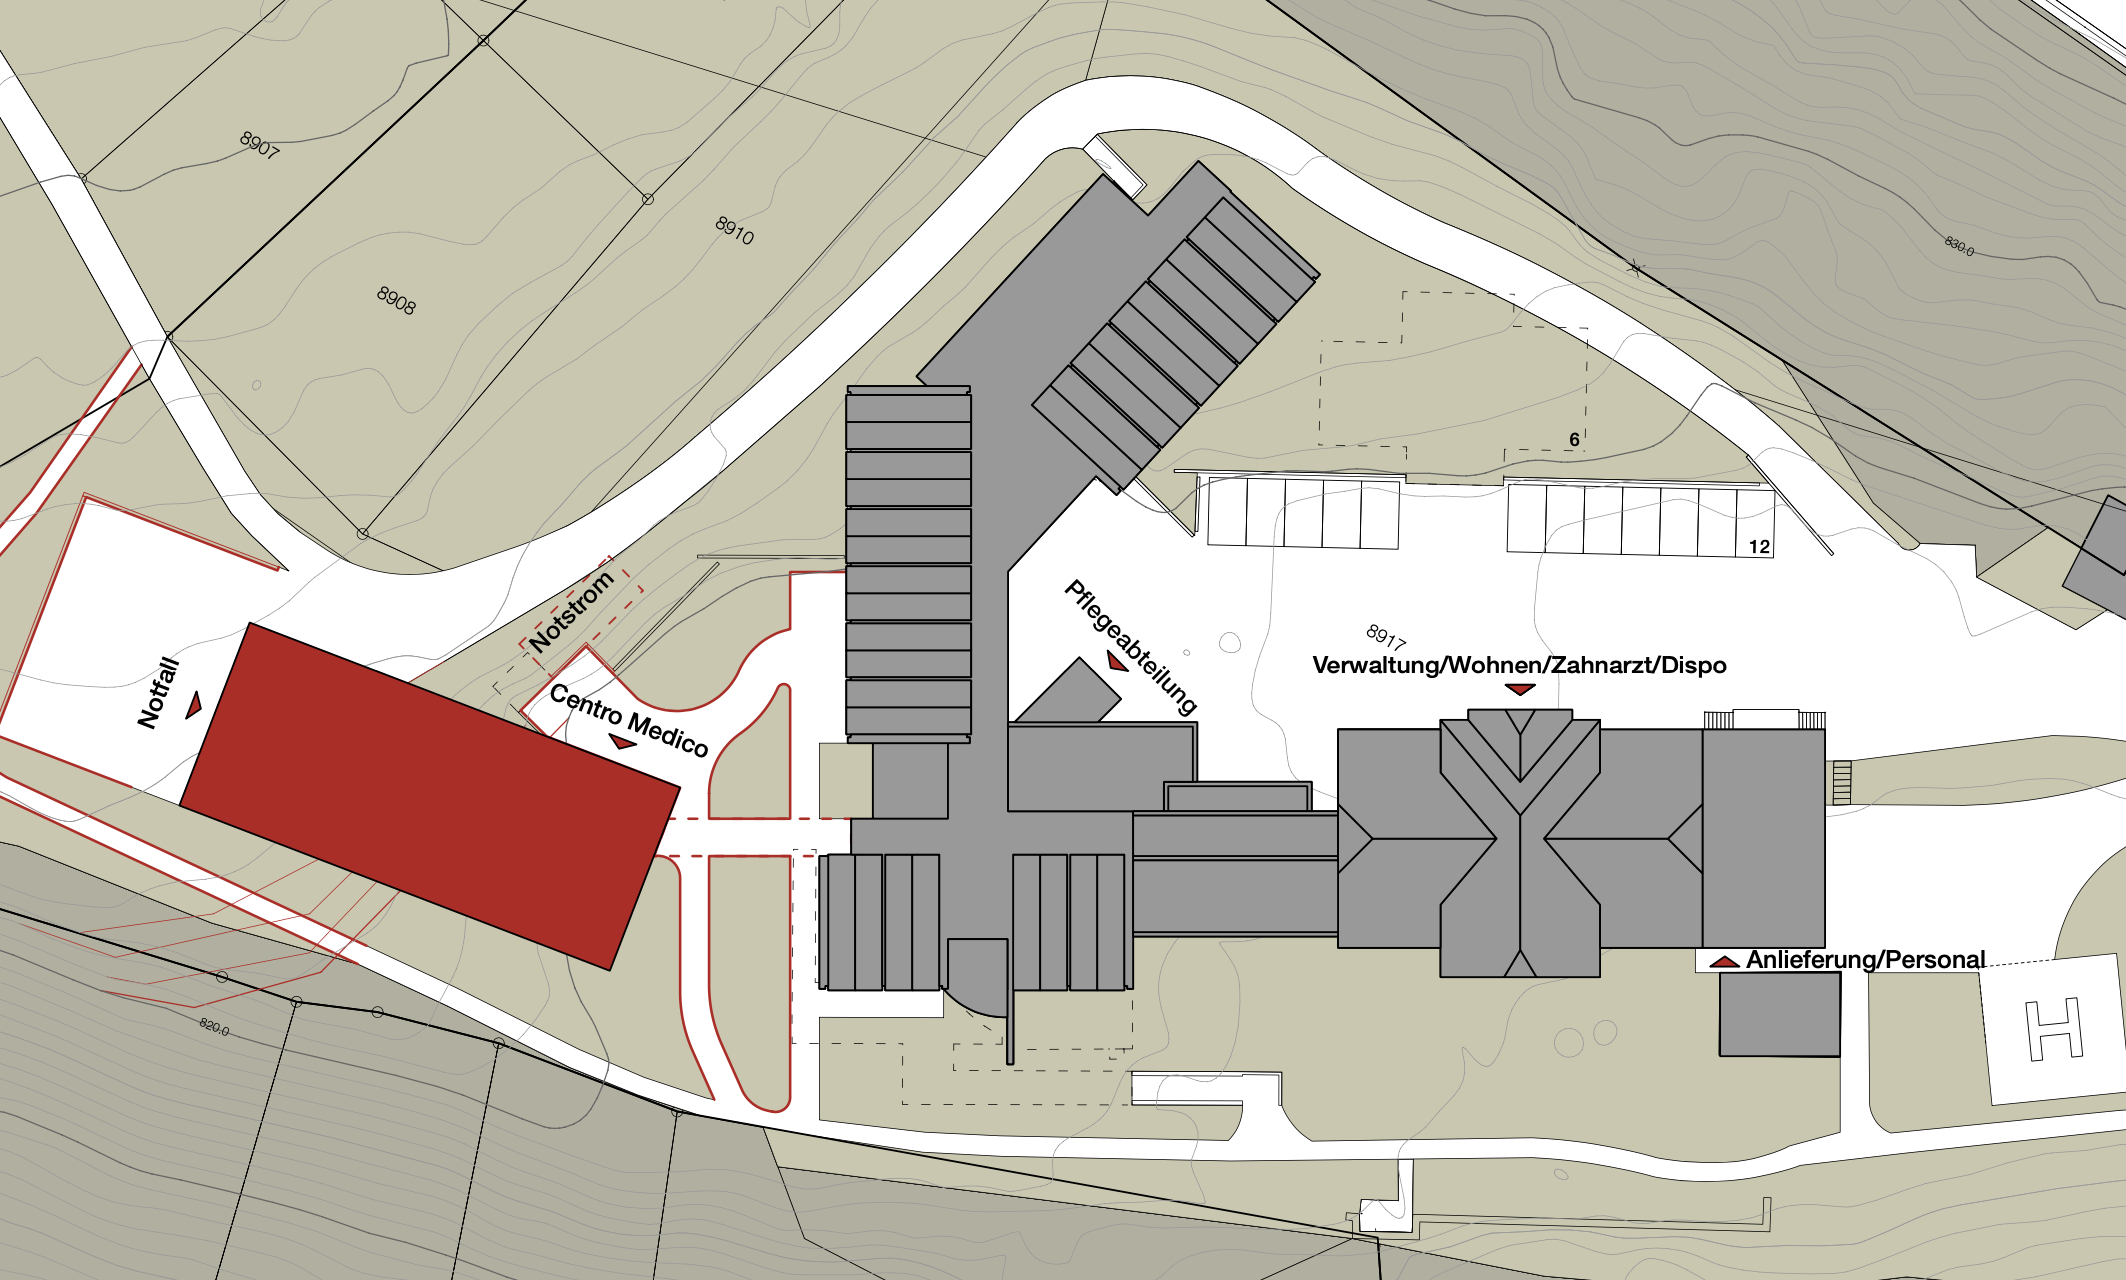 8907
8910
830.0
8908
6
12
Notstrom
Pflegeabteilung
8917
Verwaltung/Wohnen/Zahnarzt/Dispo
Notfall
Centro Medico
Anlieferung/Personal
820.0
H